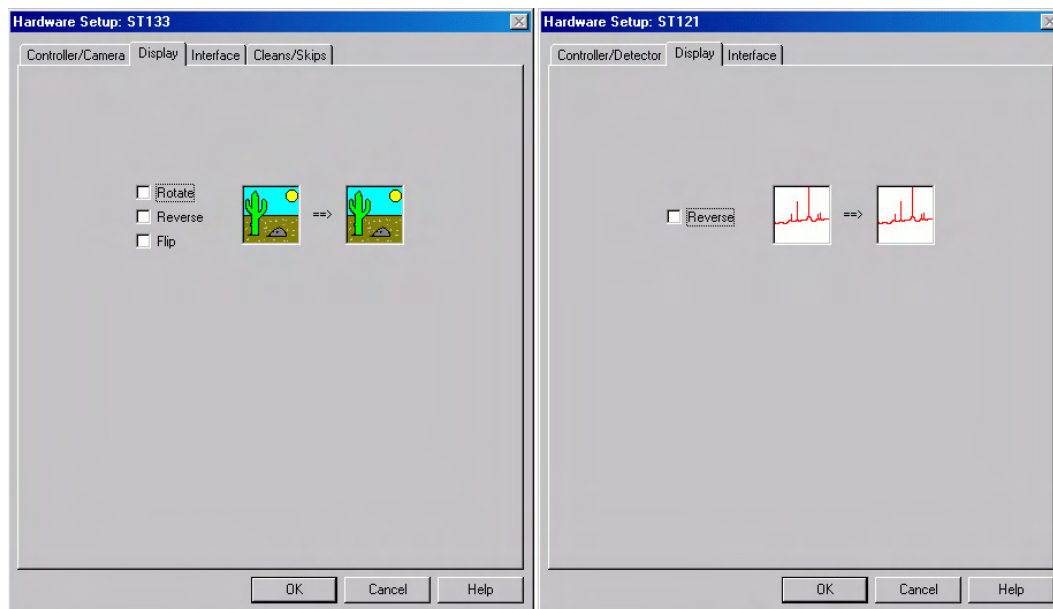 Hardware Setup: ST133
Controller/Camera Display Interface Cleans/Skips
Rotate
Reverse
Flip
==>
OK Cancel Help
Hardware Setup: ST121
Controller/Detector Display Interface
Reverse
==>
OK Cancel Help